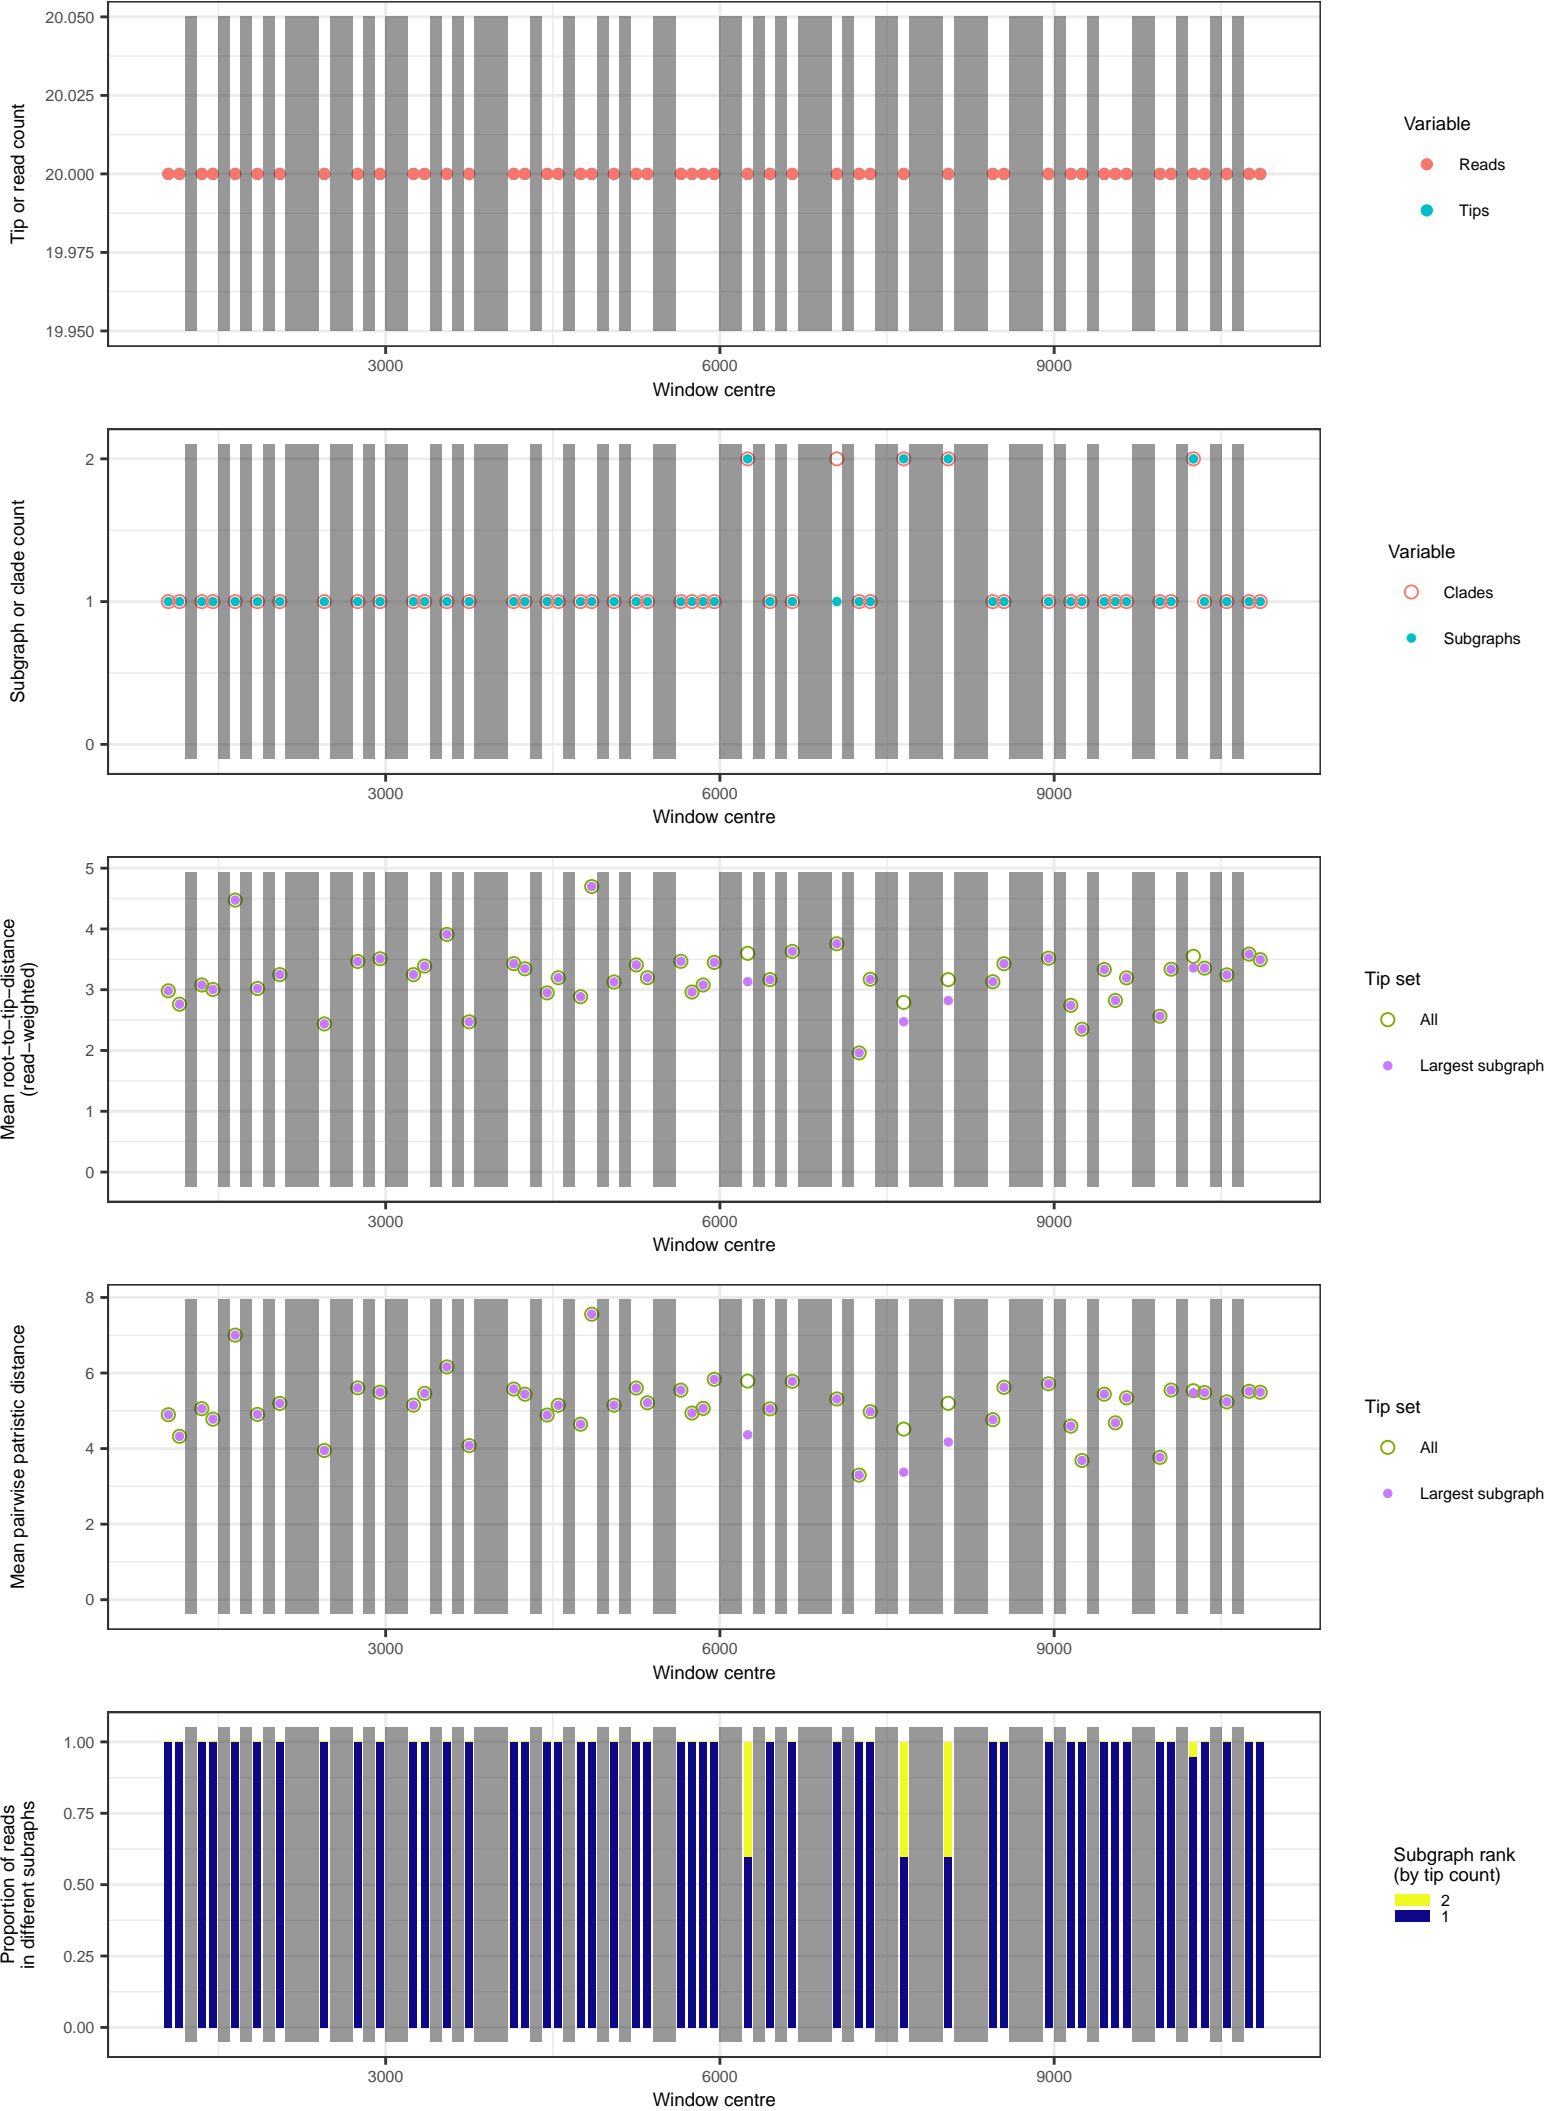 Tip or read count
20.050
20.025
20.000
19.975
19.950
3000
6000
9000
Window centre
Variable
Reads
Tips
Subgraph or clade count
2
1
0
3000
6000
9000
Window centre
Variable
Clades
Subgraphs
Mean root−to−tip−distance
(read−weighted)
5
4
3
2
1
0
3000
6000
9000
Window centre
Tip set
All
Largest subgraph
Mean pairwise patristic distance
8
6
4
2
0
3000
6000
9000
Window centre
Tip set
All
Largest subgraph
Proportion of reads
in different subraphs
1.00
0.75
0.50
0.25
0.00
3000
6000
9000
Window centre
Subgraph rank
(by tip count)
2
1